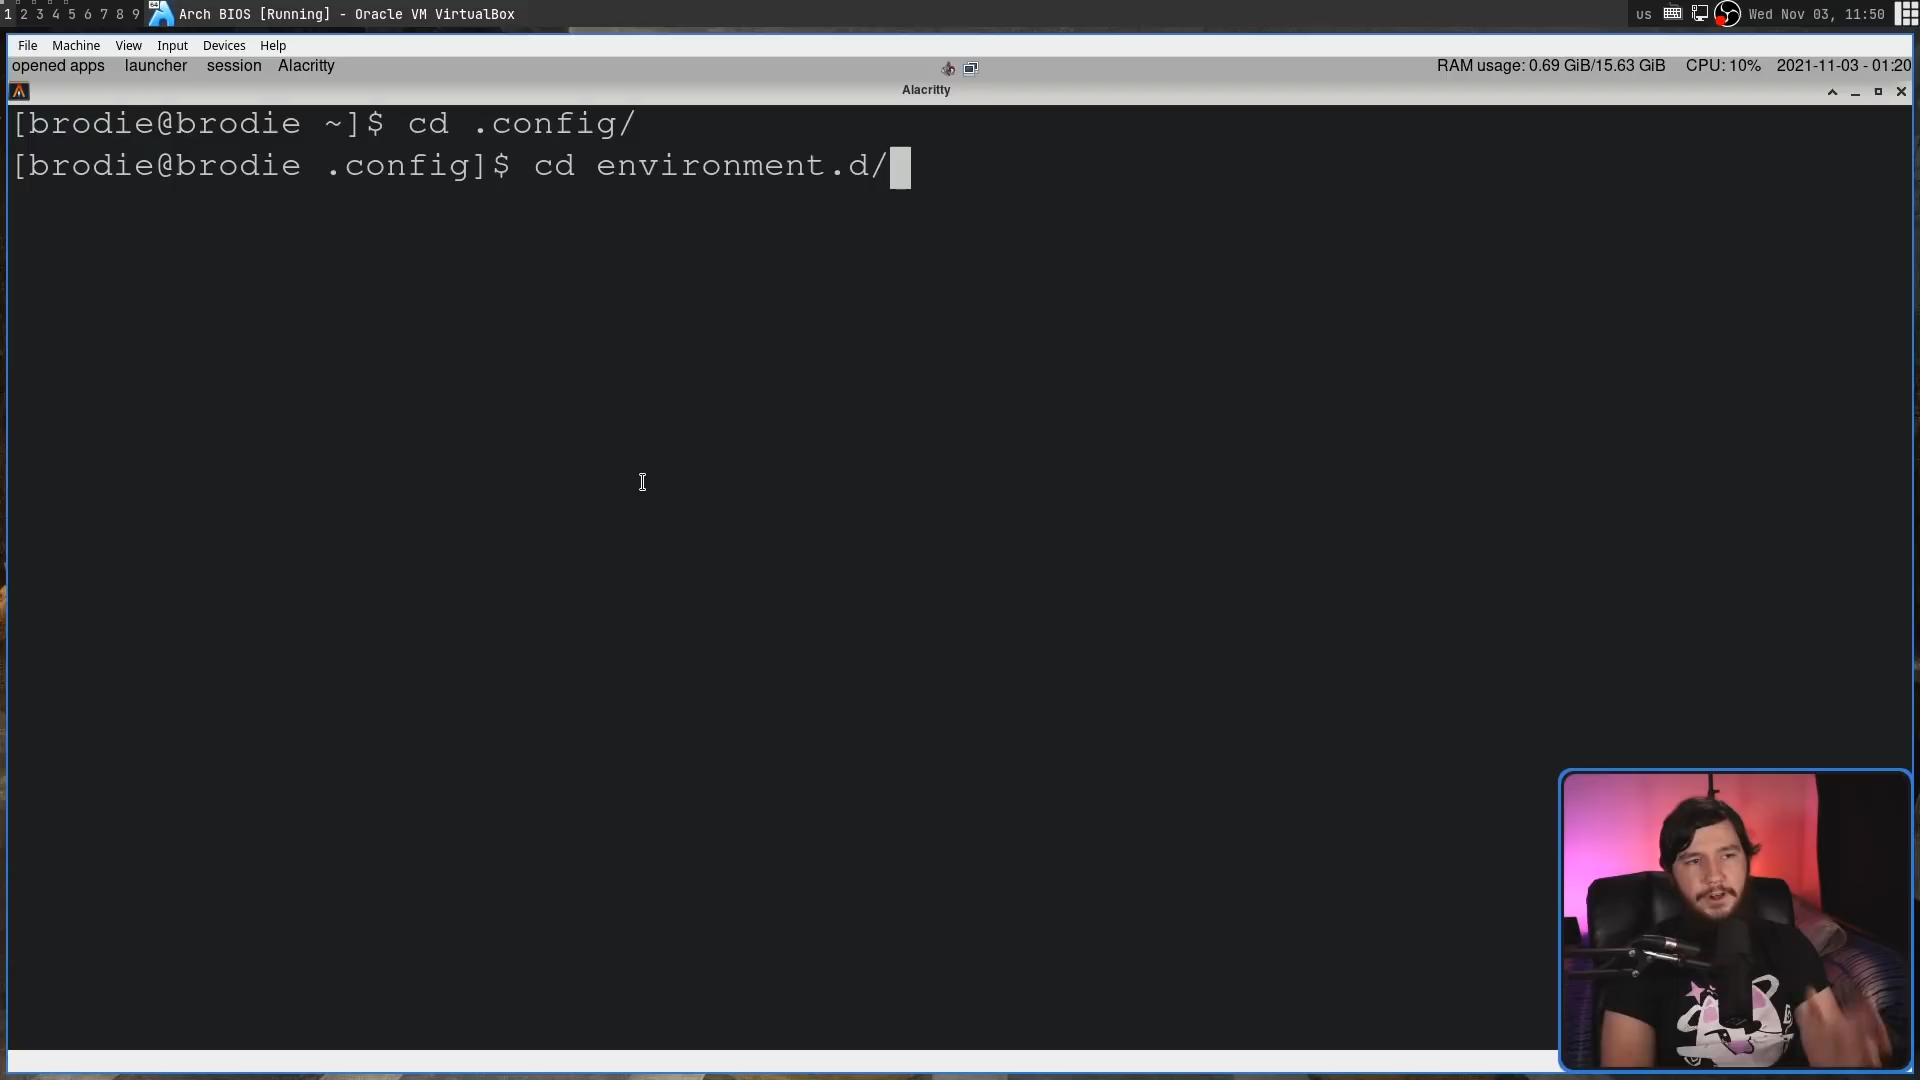 1 2 3 4 5 6 7 8 9 Arch BIOS [Running] - Oracle VM VirtualBox us Wed Nov 03, 11:50
File Machine View Input Devices Help
opened apps launcher session Alacritty RAM usage: 0.69 GiB/15.63 GiB CPU: 10% 2021-11-03 - 01:20
Alacritty
[brodie@brodie ~]$ cd .config/
[brodie@brodie .config]$ cd environment.d/